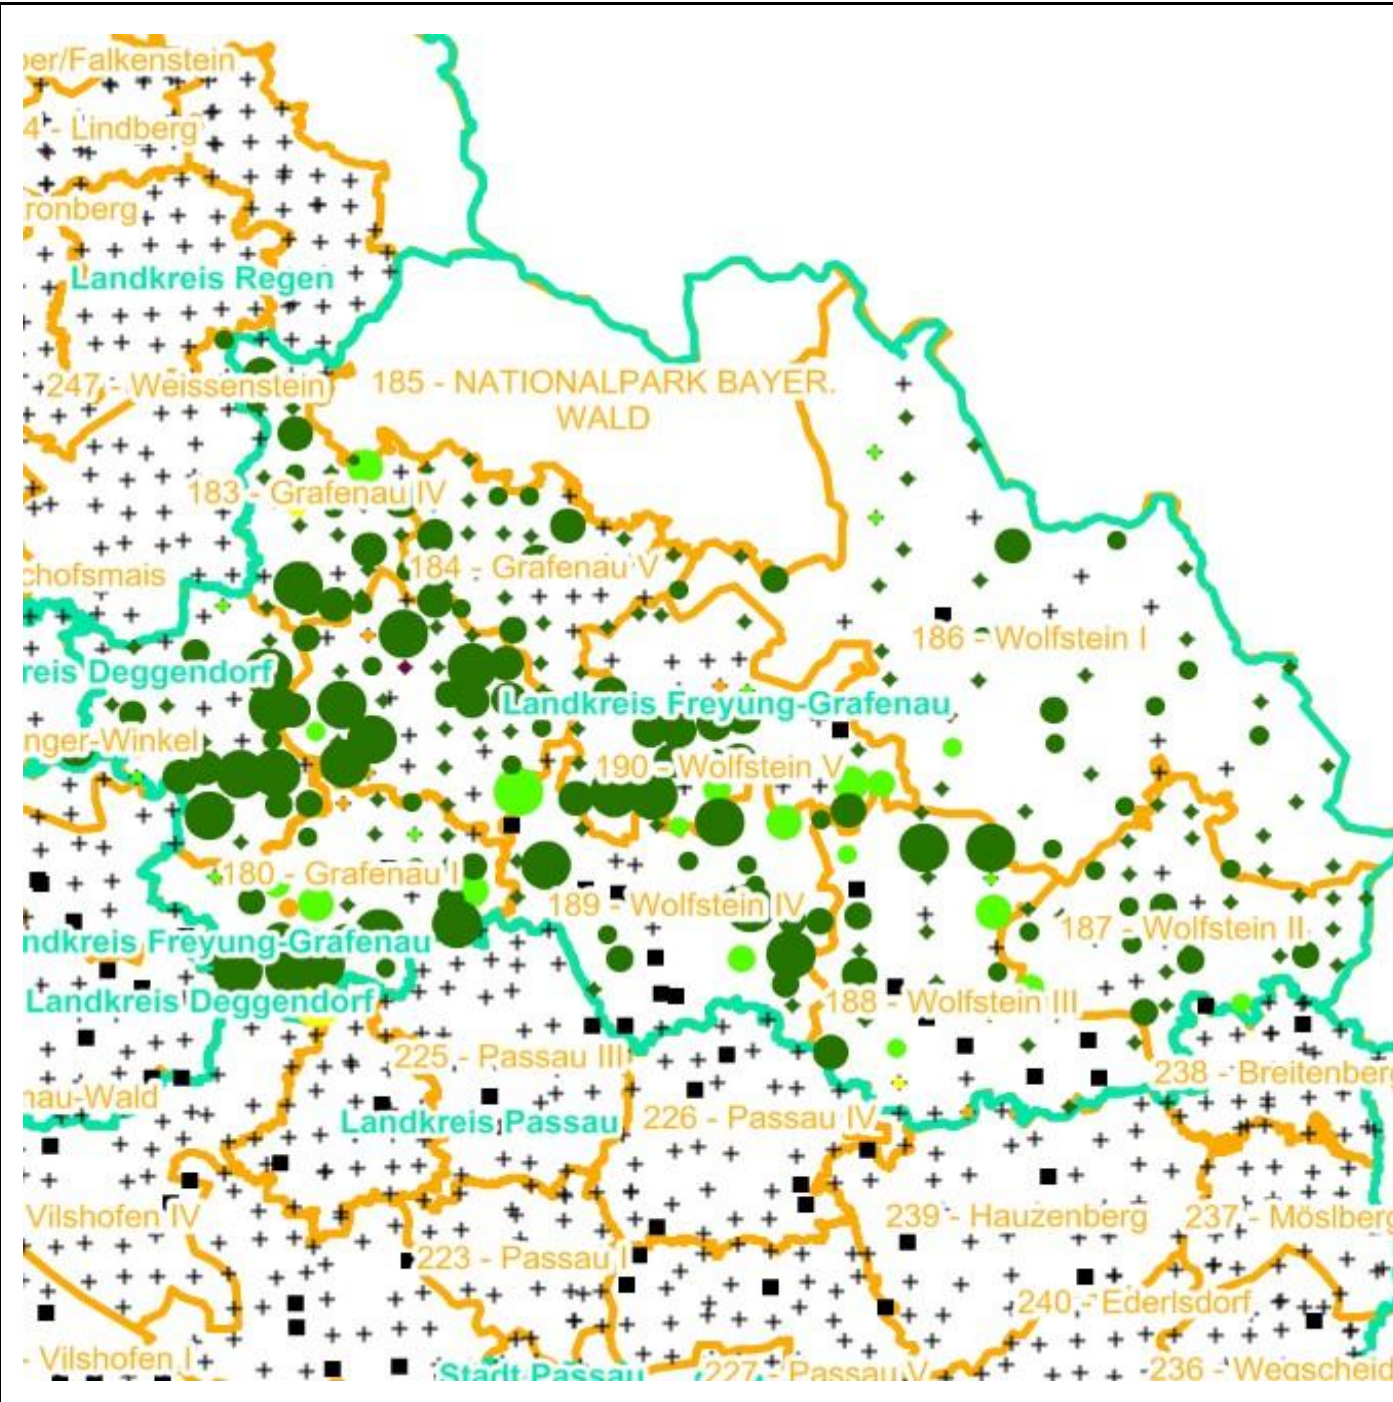 er/Falkenstein
4 - Lindberg
ronberg
Landkreis Regen
247 - Weissenstein
185 - NATIONALPARK BAYER.
WALD
183 - Grafenau IV
184 - Grafenau V
chofsmais
186 - Wolfstein I
reis Deggendorf
Landkreis Freyung-Grafenau
nger-Winkel
190 - Wolfstein V
180 - Grafenau I
189 - Wolfstein IV
187 - Wolfstein II
ndkreis Freyung-Grafenau
Landkreis Deggendorf
188 - Wolfstein III
225 - Passau III
238 - Breitenberg
nau-Wald
Landkreis Passau
226 - Passau IV
Vilshofen IV
239 - Hauzenberg
237 - Möslberg
223 - Passau I
240 - Ederlsdorf
- Vilshofen I
Stadt Passau
227 - Passau V
236 - Wegscheid